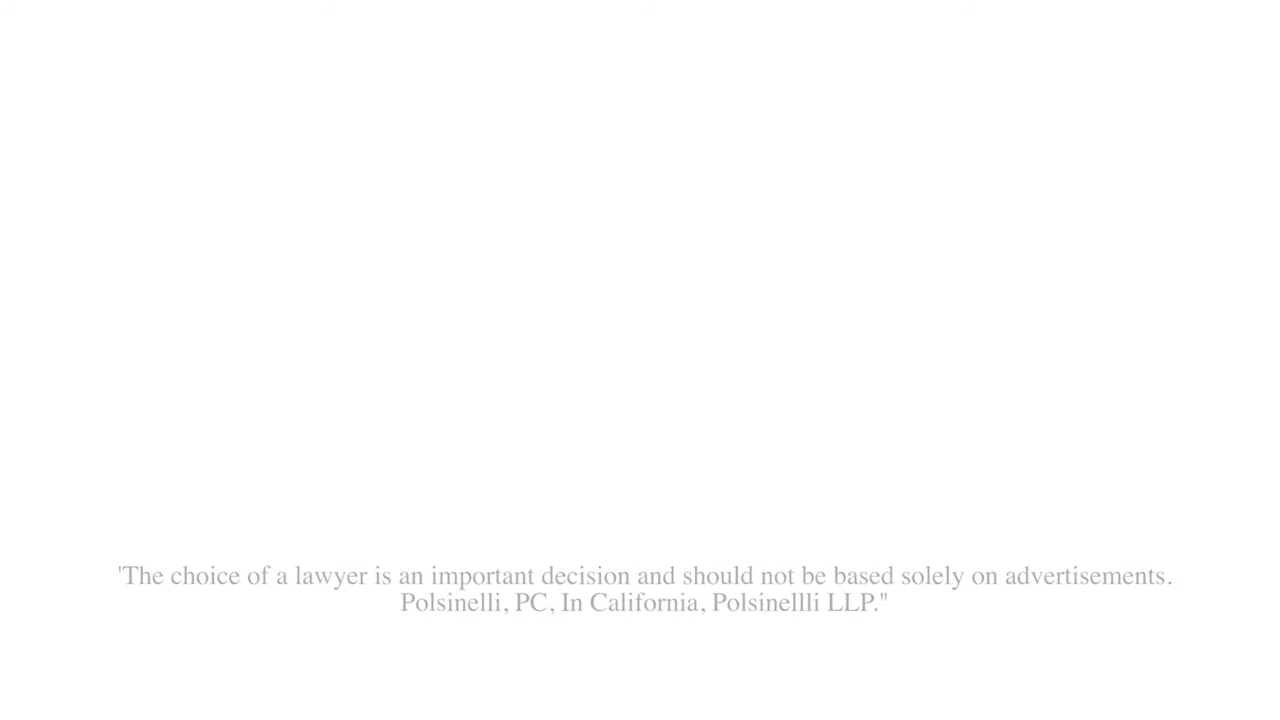 'The choice of a lawyer is an important decision and should not be based solely on advertisements.
Polsinelli, PC, In California, Polsinellli LLP."